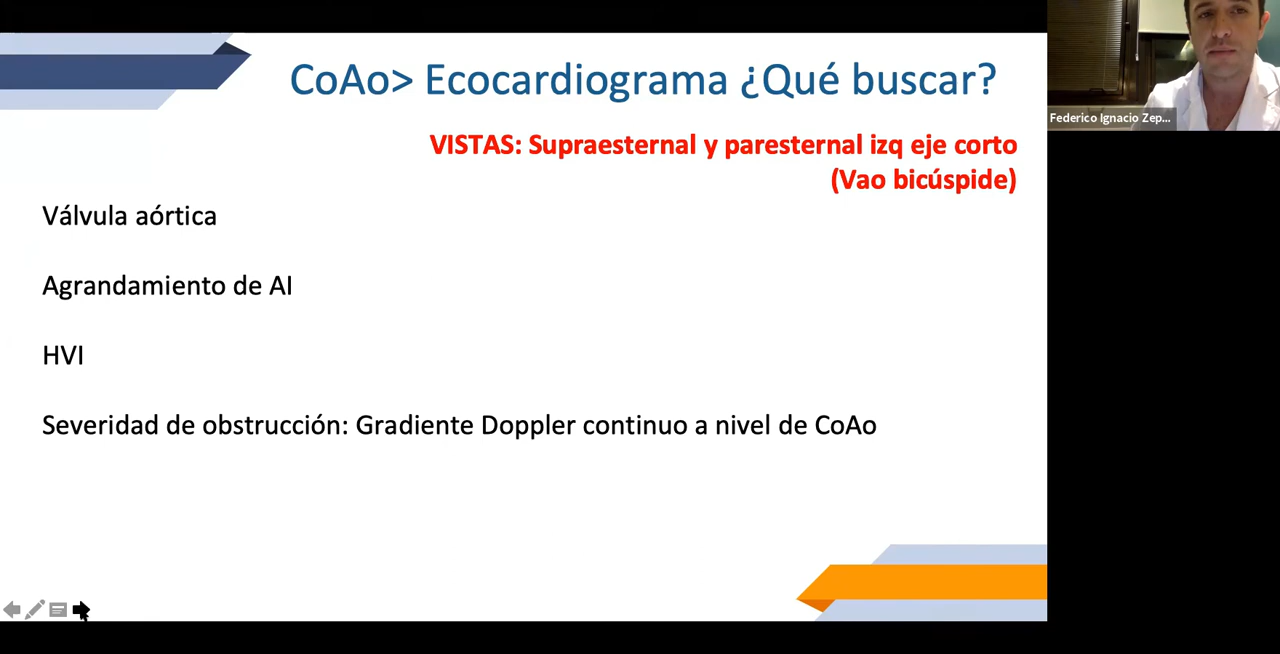 CoAo> Ecocardiograma ¿Qué buscar?
VISTAS: Supraesternal y paresternal izq eje corto
(Vao bicúspide)
Válvula aórtica
Agrandamiento de AI
HVI
Severidad de obstrucción: Gradiente Doppler continuo a nivel de CoAo
Federico Ignacio Zep...